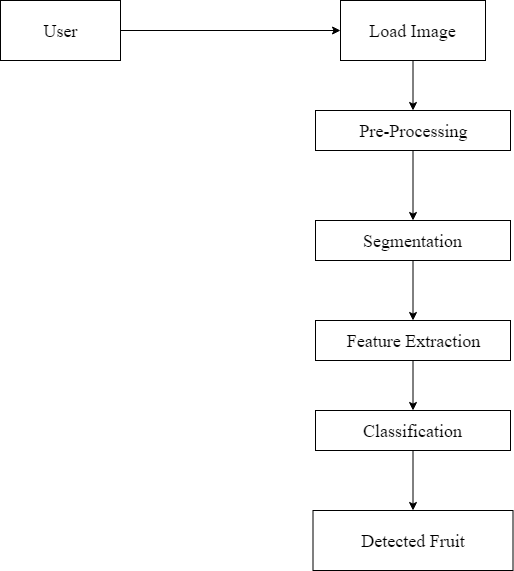 User
Load Image
Pre-Processing
Segmentation
Feature Extraction
Classification
Detected Fruit